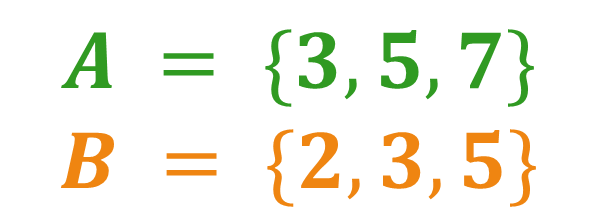 A = {3, 5, 7}
B = {2, 3, 5}